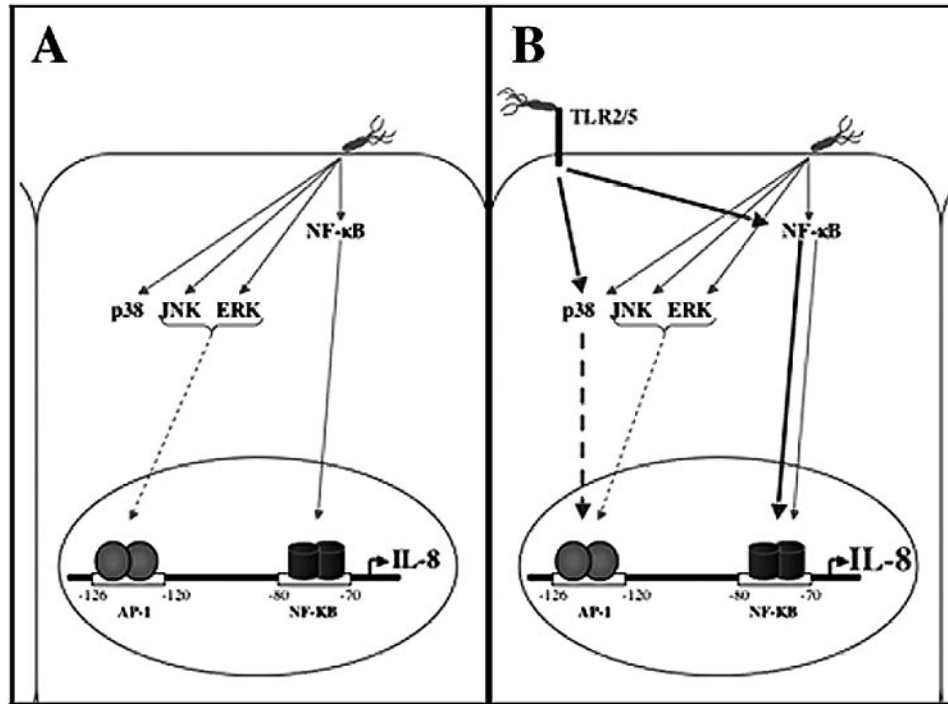 A
NF-κB
p38 JNK ERK
IL-8
-126 -120 -80 -70
AP-1 NF-KB
B
TLR2/5
NF-κB
p38 JNK ERK
IL-8
-126 -120 -80 -70
AP-1 NF-KB